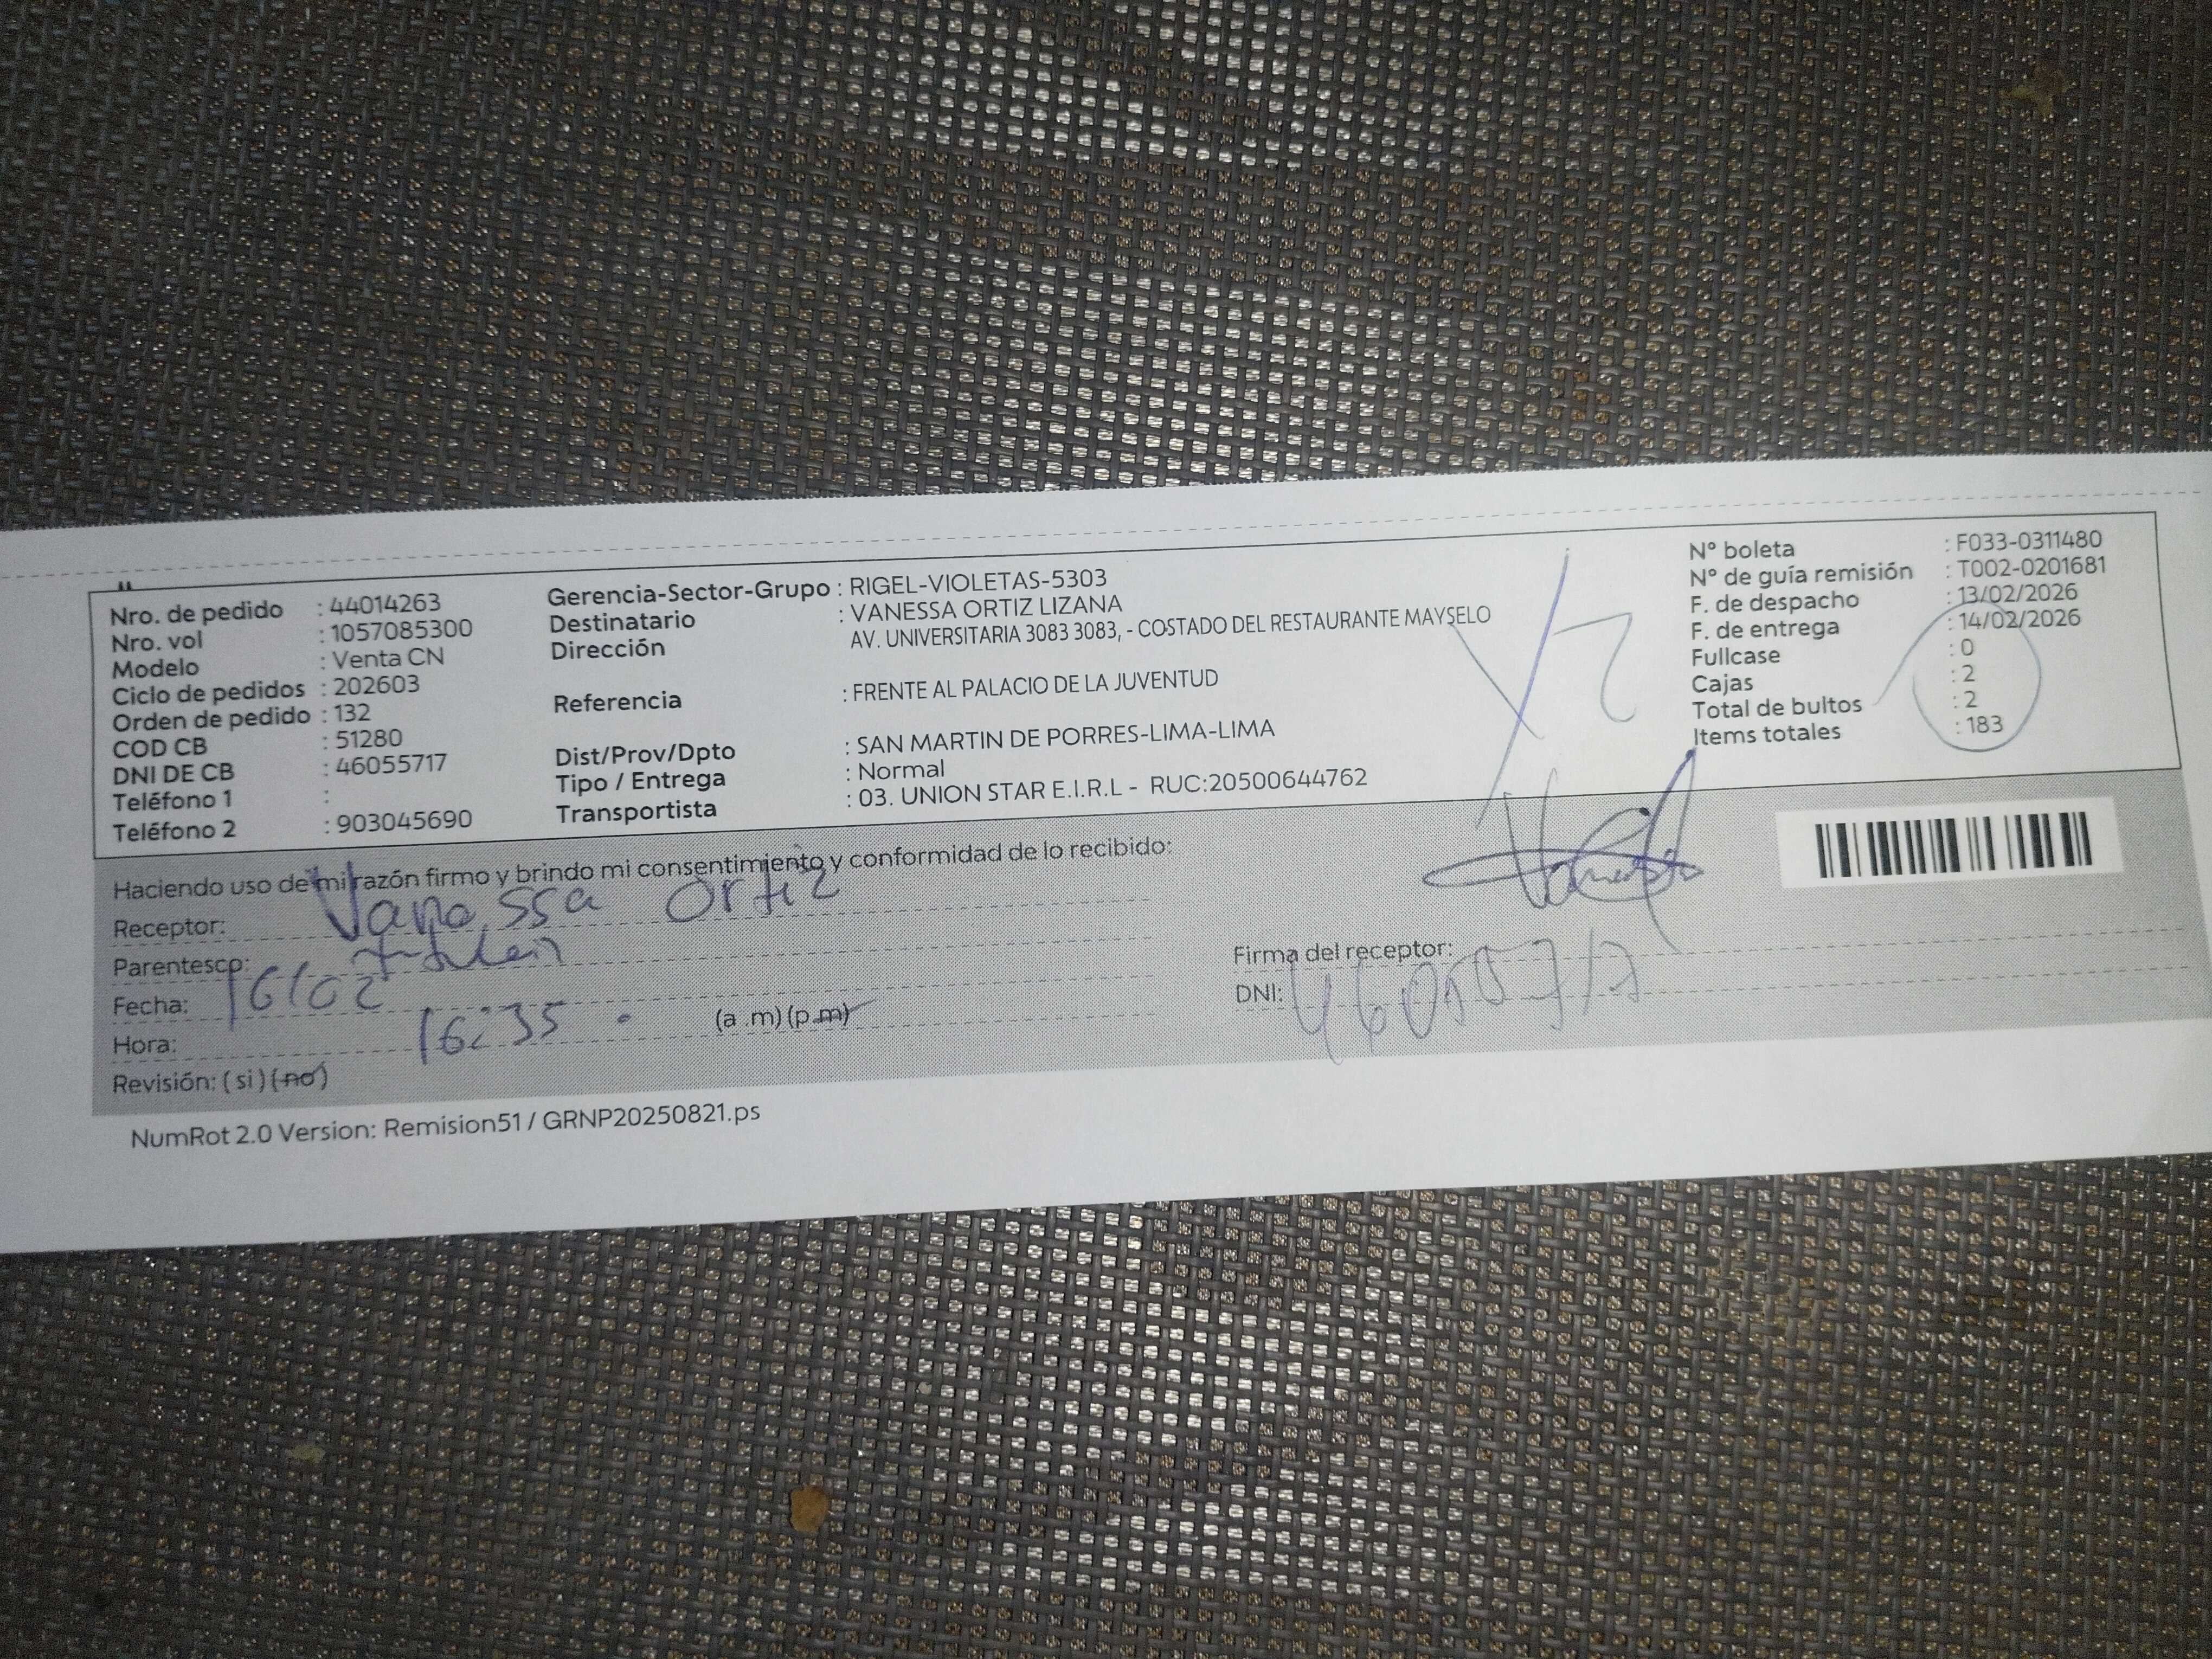 Nro. de pedido : 44014263
Nro. vol : 1057085300
Modelo : Venta CN
Ciclo de pedidos : 202603
Orden de pedido : 132
COD CB : 51280
DNI DE CB : 46055717
Teléfono 1 :
Teléfono 2 : 903045690
Gerencia-Sector-Grupo : RIGEL-VIOLETAS-5303
Destinatario : VANESSA ORTIZ LIZANA
Dirección AV. UNIVERSITARIA 3083 3083, - COSTADO DEL RESTAURANTE MAYSELO
Referencia : FRENTE AL PALACIO DE LA JUVENTUD
Dist/Prov/Dpto : SAN MARTIN DE PORRES-LIMA-LIMA
Tipo / Entrega : Normal
Transportista : 03. UNION STAR E.I.R.L - RUC:20500644762
N° boleta : F033-0311480
N° de guía remisión : T002-0201681
F. de despacho : 13/02/2026
F. de entrega : 14/02/2026
Fullcase : 0
Cajas : 2
Total de bultos : 2
Items totales : 183
Haciendo uso de mi razón firmo y brindo mi consentimiento y conformidad de lo recibido:
Receptor: Vanessa Ortiz
Parentesco:
Fecha: 16/02
Hora: 16:35 (a .m) (p.m)
Revisión: (si) (no)
Firma del receptor:
DNI: 46055717
NumRot 2.0 Version: Remision51 / GRNP20250821.ps